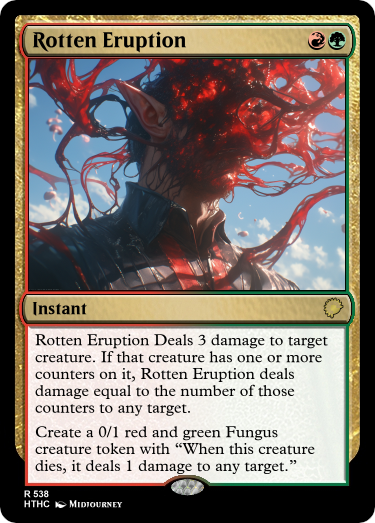 Rotten Eruption
Instant
Rotten Eruption Deals 3 damage to target
creature. If that creature has one or more
counters on it, Rotten Eruption deals
damage equal to the number of those
counters to any target.
Create a 0/1 red and green Fungus
creature token with “When this creature
dies, it deals 1 damage to any target.”
R 538
HTHC Midjourney